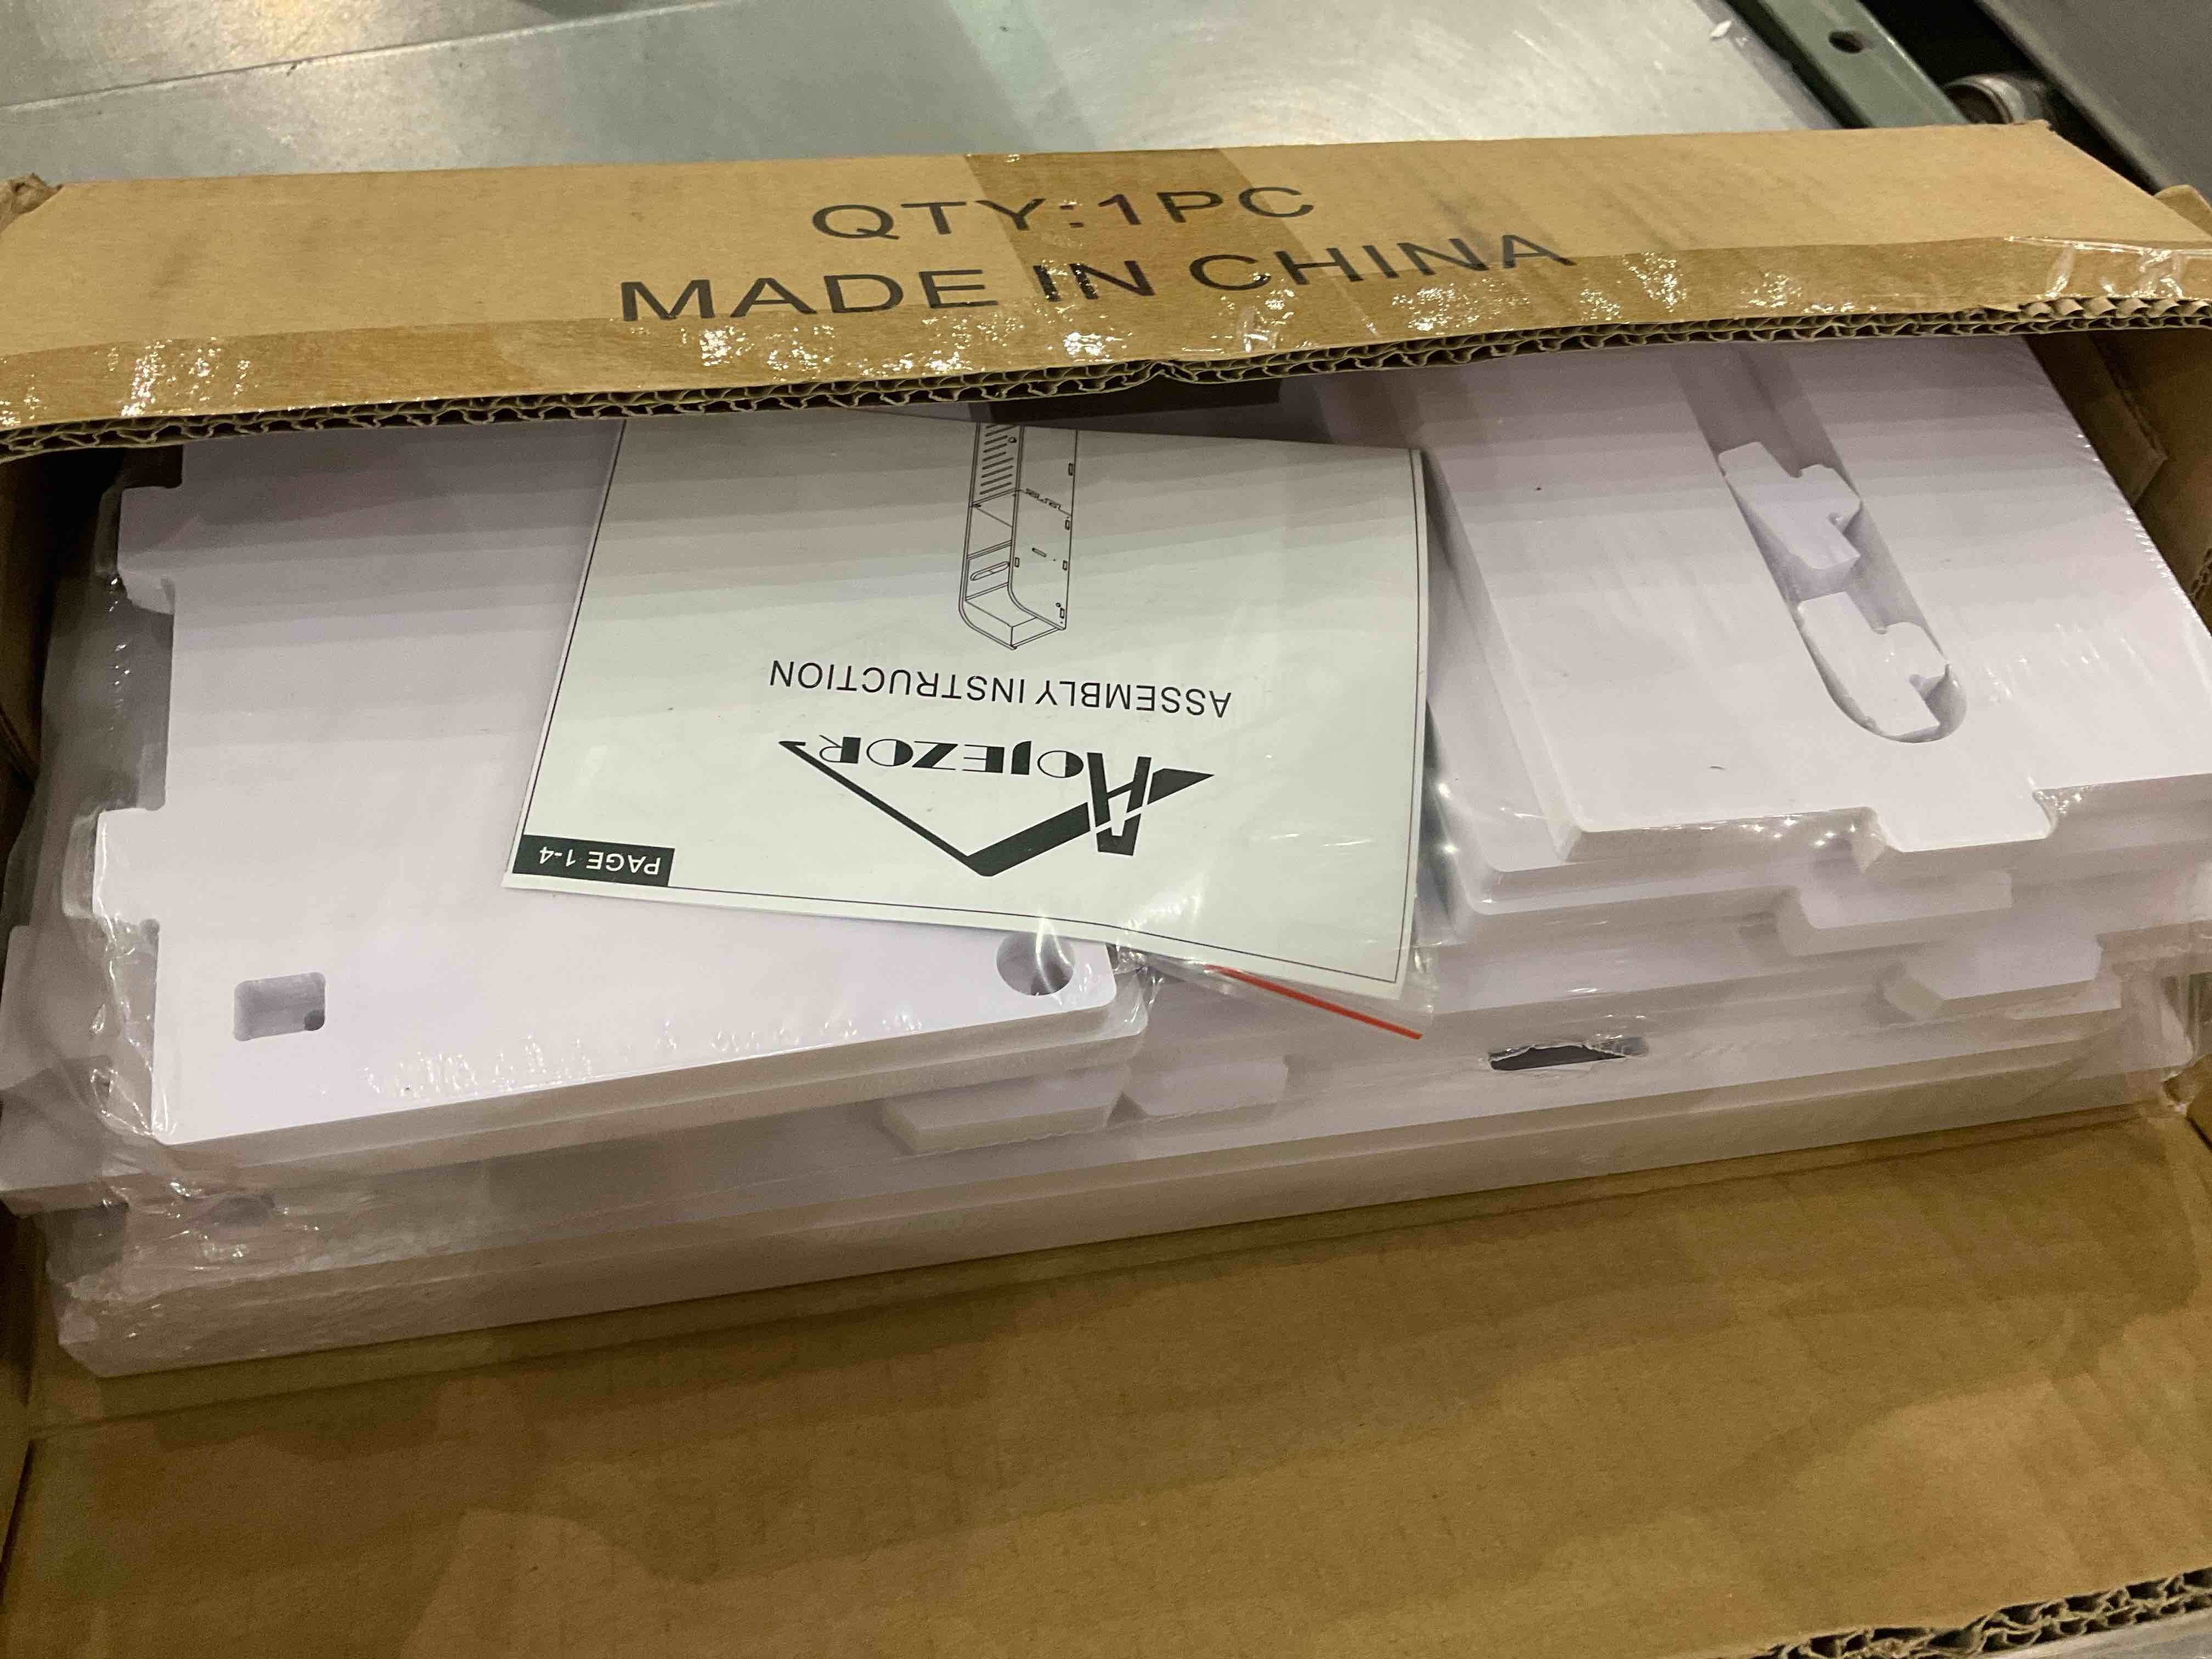 QTY:1PC
MADE IN CHINA
PAGE 1-4
AOJEZOR
ASSEMBLY INSTRUCTION